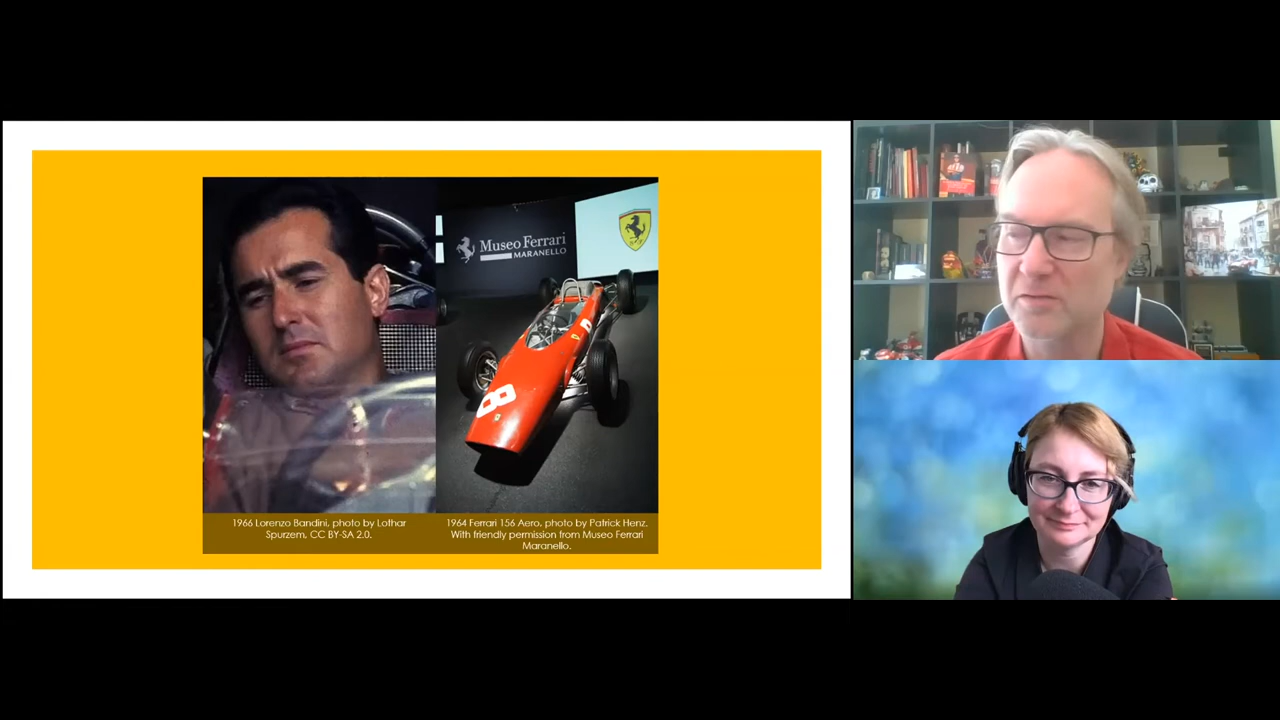 Museo Ferrari
MARANELLO
8
1966 Lorenzo Bandini, photo by Lothar
Spurzem, CC BY-SA 2.0.
1964 Ferrari 156 Aero, photo by Patrick Henz.
With friendly permission from Museo Ferrari
Maranello.